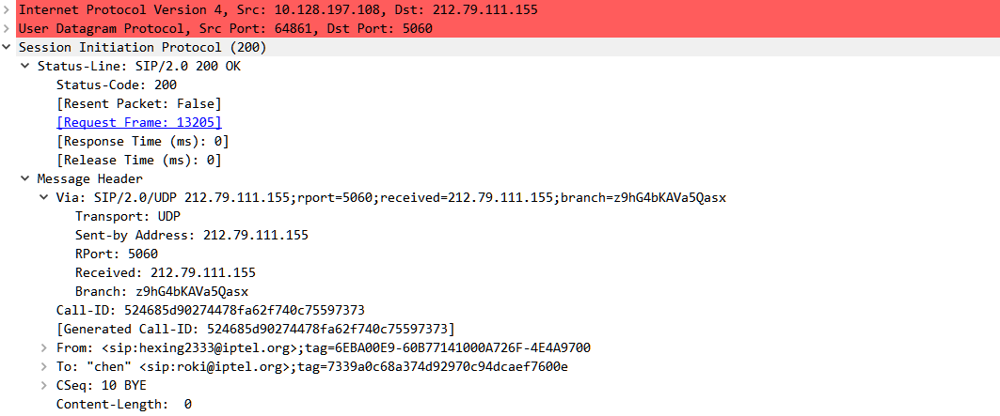 Internet Protocol Version 4, Src: 10.128.197.108, Dst: 212.79.111.155
User Datagram Protocol, Src Port: 64861, Dst Port: 5060
Session Initiation Protocol (200)
Status-Line: SIP/2.0 200 OK
Status-Code: 200
[Resent Packet: False]
[Request Frame: 13205]
[Response Time (ms): 0]
[Release Time (ms): 0]
Message Header
Via: SIP/2.0/UDP 212.79.111.155;rport=5060;received=212.79.111.155;branch=z9hG4bKAVa5Qasx
Transport: UDP
Sent-by Address: 212.79.111.155
RPort: 5060
Received: 212.79.111.155
Branch: z9hG4bKAVa5Qasx
Call-ID: 524685d90274478fa62f740c75597373
[Generated Call-ID: 524685d90274478fa62f740c75597373]
From: <sip:hexing2333@iptel.org>;tag=6EBA00E9-60B77141000A726F-4E4A9700
To: "chen" <sip:roki@iptel.org>;tag=7339a0c68a374d92970c94dcaef7600e
CSeq: 10 BYE
Content-Length:  0